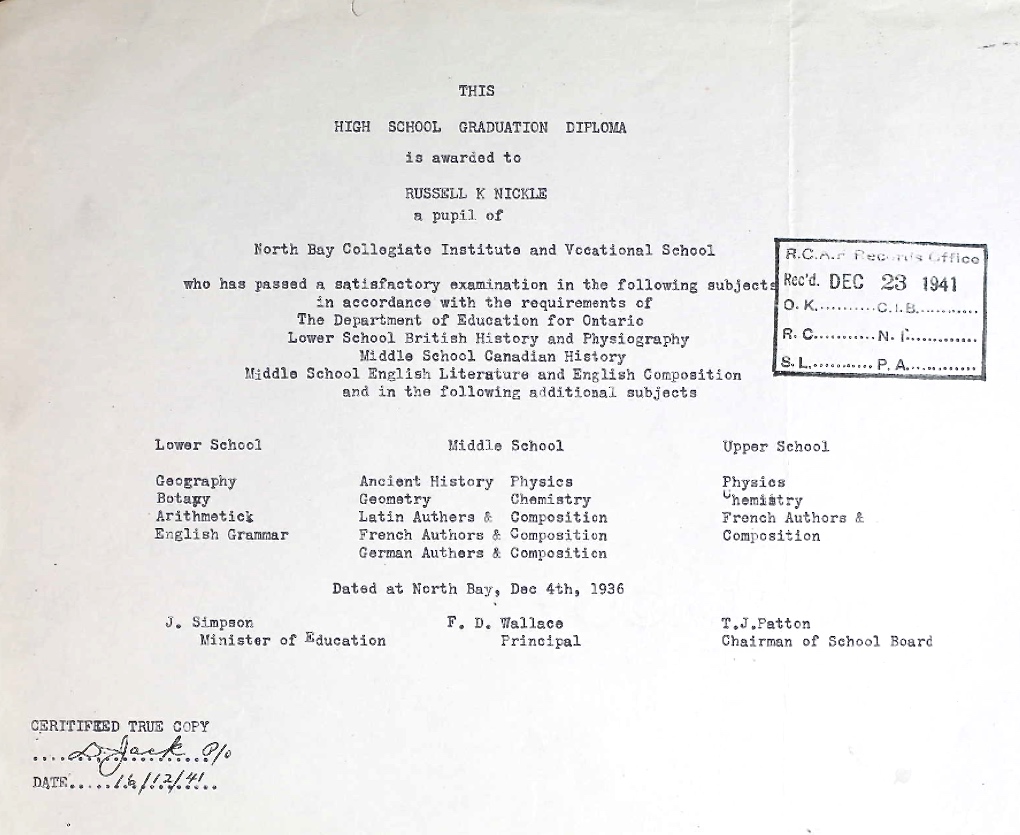 THIS
HIGH SCHOOL GRADUATION DIPLOMA
is awarded to
RUSSELL K NICKLE
a pupil of
North Bay Collegiate Institute and Vocational School
who has passed a satisfactory examination in the following subjects
in accordance with the requirements of
The Department of Education for Ontario
Lower School British History and Physiography
Middle School Canadian History
Middle School English Literature and English Composition
and in the following additional subjects
R.C.A.F Records Office
Rec'd. DEC 23 1941
O.K...........C.I.B............
R.C...........N.F.............
S.L............P.A.............
Lower School
Geography
Botany
Arithmetick
English Grammar
Middle School
Ancient History Physics
Geometry Chemistry
Latin Authers & Composition
French Authors & Composition
German Authers & Composition
Upper School
Physics
Chemistry
French Authors &
Composition
Dated at North Bay, Dec 4th, 1936
J. Simpson
Minister of Education
F. D. Wallace
Principal
T.J.Patton
Chairman of School Board
CERITIFEED TRUE COPY
D. Jack P/O
DATE.....16/12/41.....